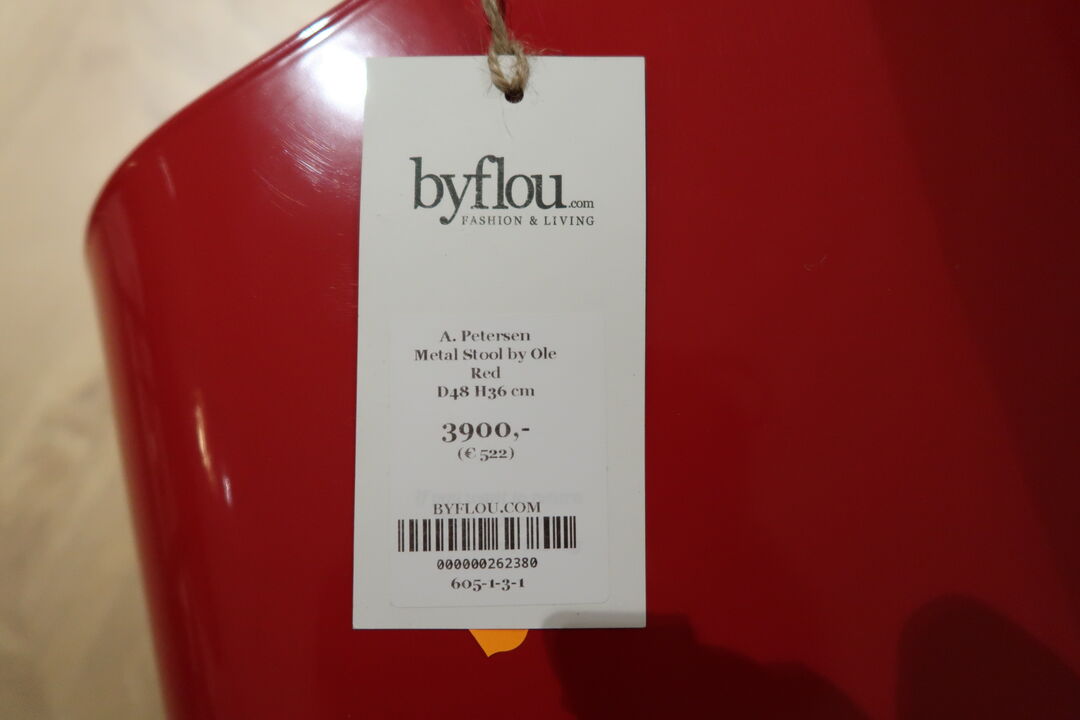 byflou.com
FASHION & LIVING
A. Petersen
Metal Stool by Ole
Red
D48 H36 cm
3900,-
(€ 522)
BYFLOU.COM
000000262380
605-1-3-1